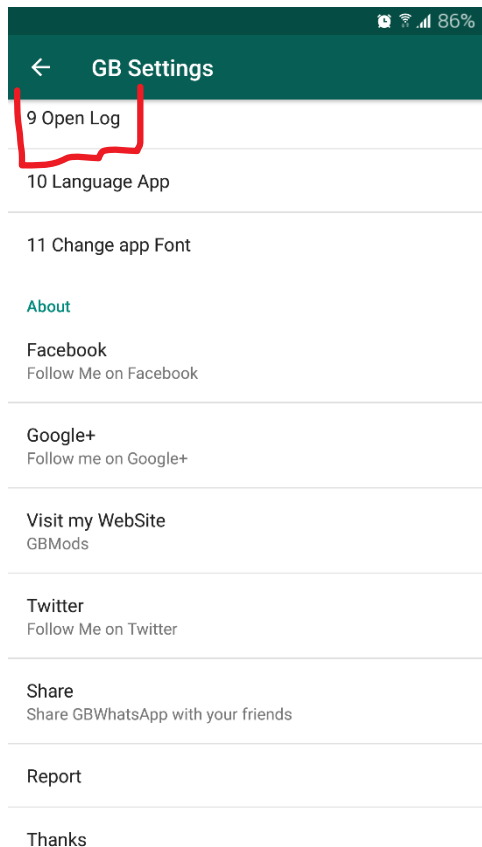 86%
GB Settings
9 Open Log
10 Language App
11 Change app Font
About
Facebook
Follow Me on Facebook
Google+
Follow me on Google+
Visit my WebSite
GBMods
Twitter
Follow Me on Twitter
Share
Share GBWhatsApp with your friends
Report
Thanks